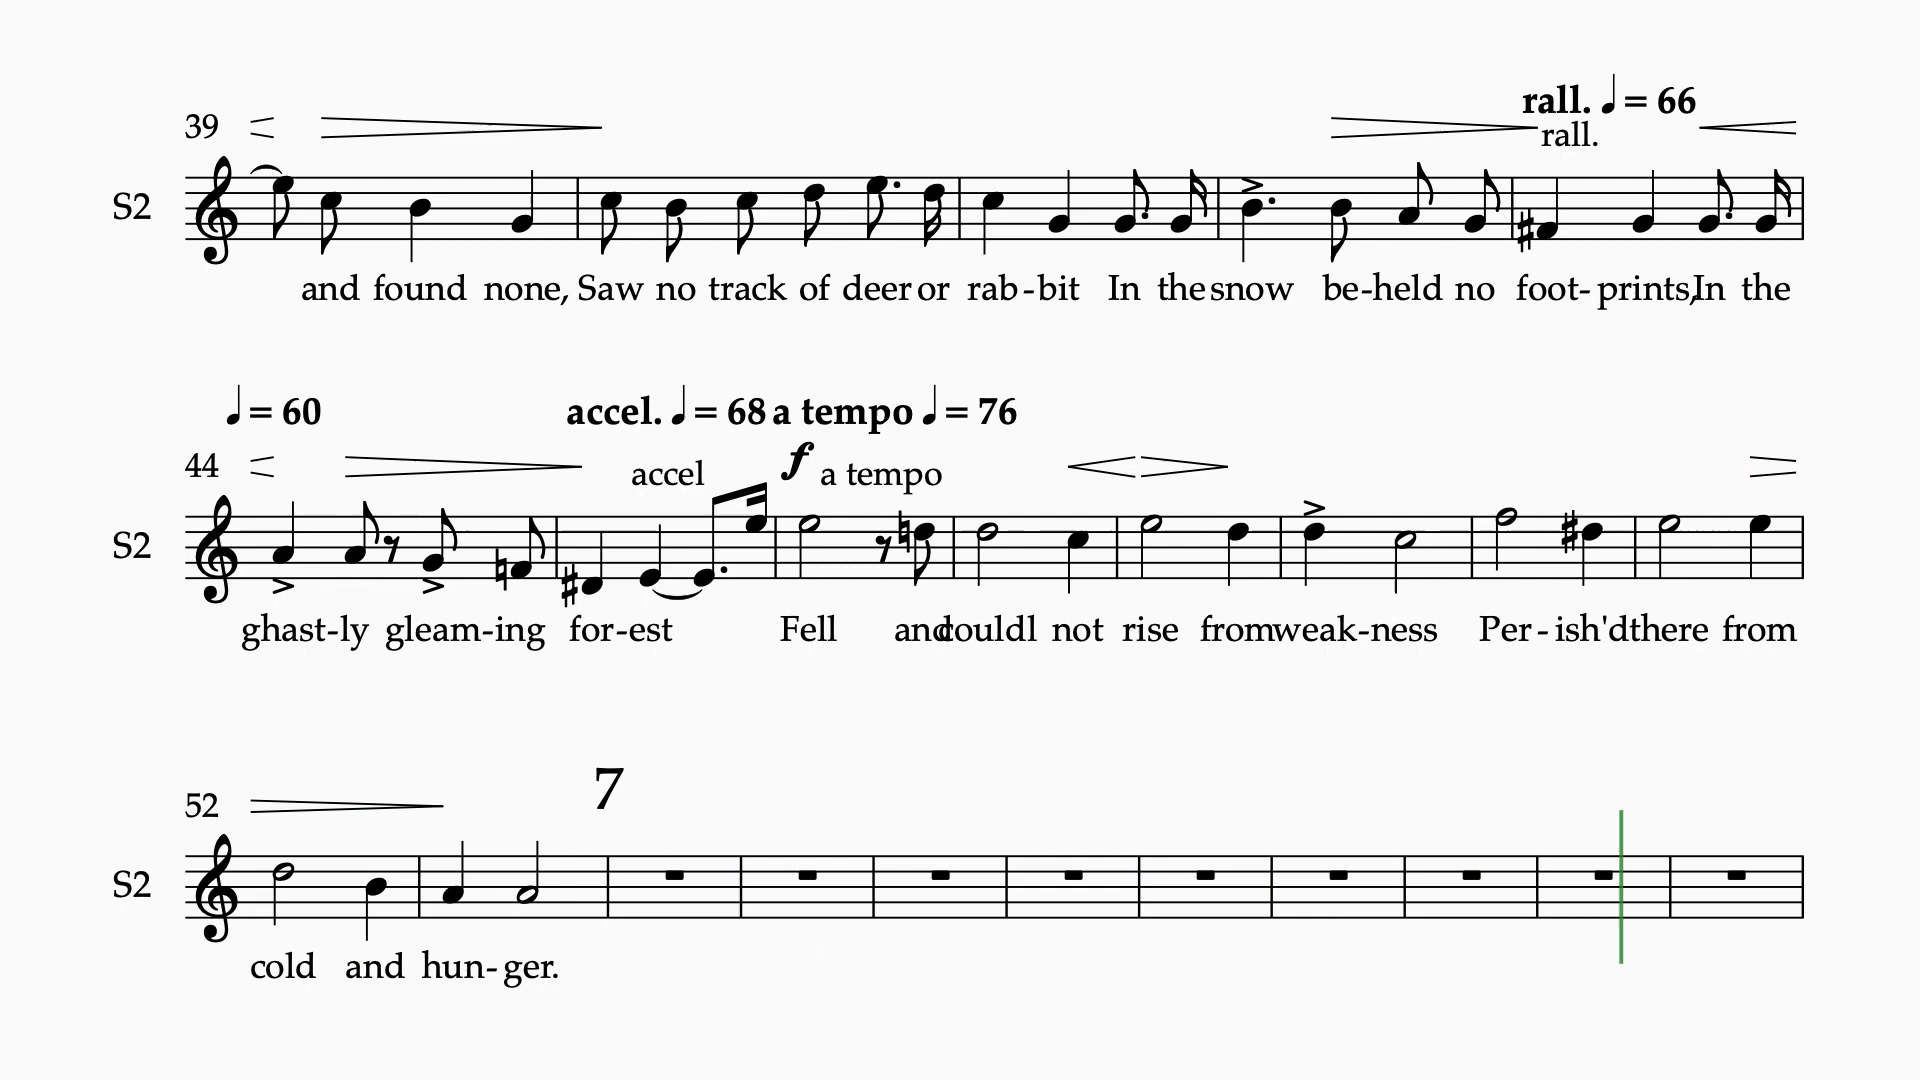 rall. ♩ = 66
39
rall.
S2
and found none, Saw no track of deer or rab-bit In the snow be-held no foot-prints, In the
♩ = 60 accel. ♩ = 68 a tempo ♩ = 76
44 accel f a tempo
S2
ghast-ly gleam-ing for-est Fell and couldl not rise from weak-ness Per-ish'd there from
7
52
S2
cold and hun-ger.